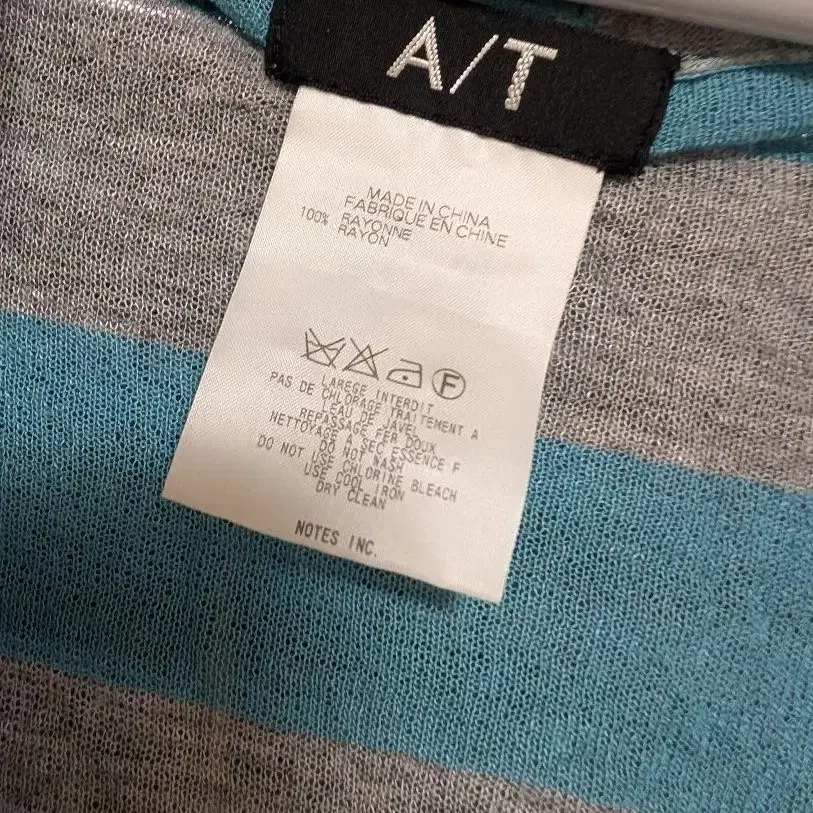 A/T
MADE IN CHINA
FABRIQUE EN CHINE
100% RAYONNE
RAYON
F
LAREGE INTERDIT
PAS DE CHLORAGE TRAITEMENT A
L'EAU DE JAVEL
REPASSAGE FER DOUX
NETTOYAGE A SEC ESSENCE F
DO NOT WASH
DO NOT USE CHLORINE BLEACH
USE COOL IRON
DRY CLEAN
NOTES INC.